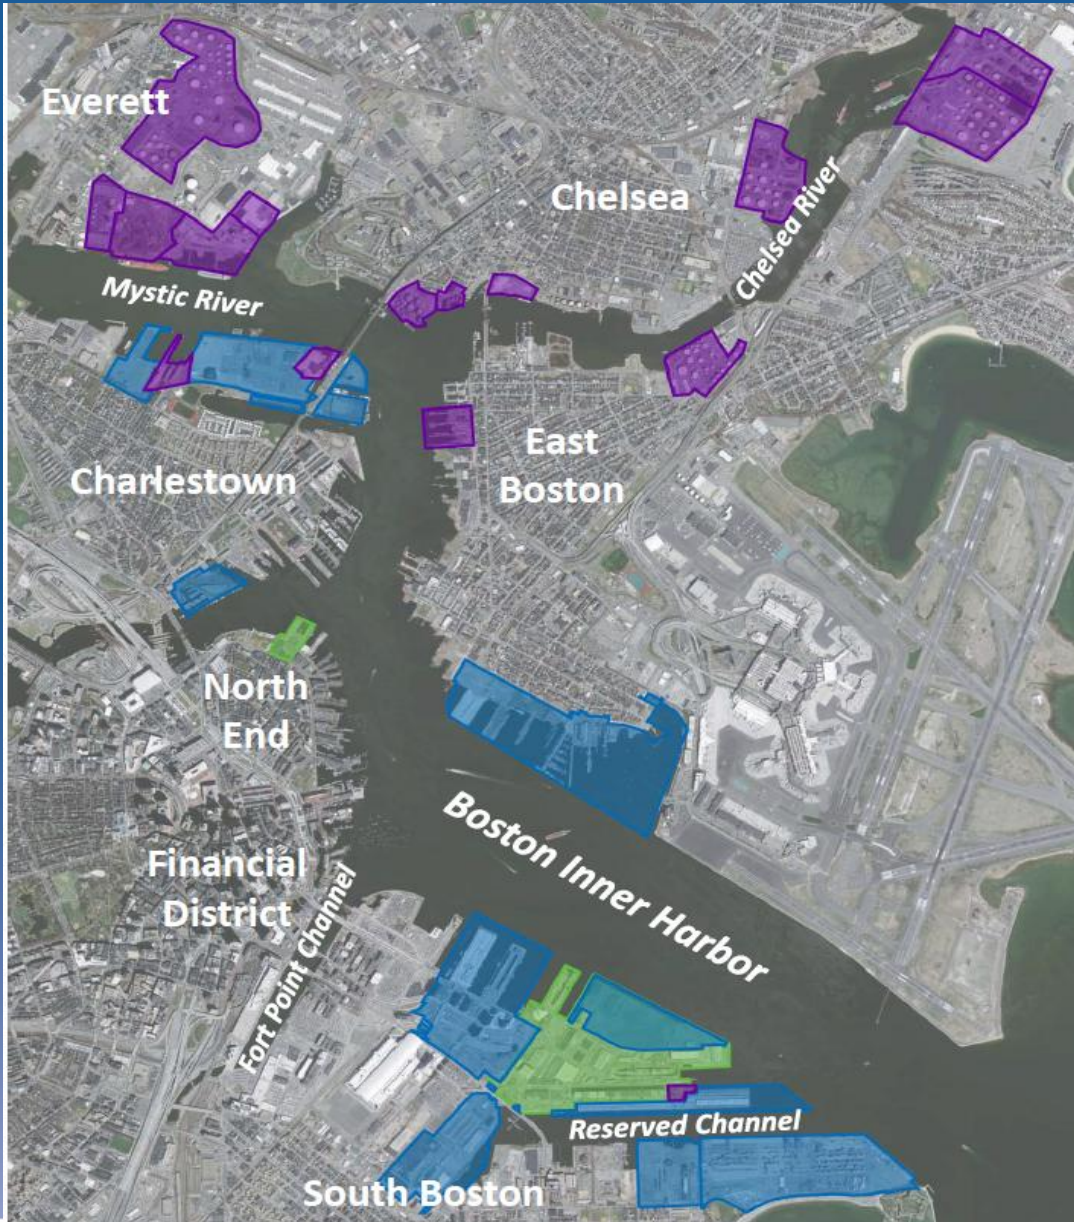 Everett
Chelsea
Chelsea River
Mystic River
East
Boston
Charlestown
North
End
Boston Inner Harbor
Financial
District
Fort Point Channel
Reserved Channel
South Boston